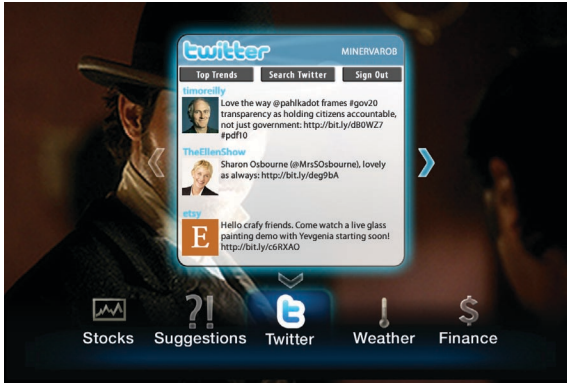 twitter
MINERVAROB
Top Trends
Search Twitter
Sign Out
timoreilly
Love the way @pahlkadot frames #gov20
transparency as holding citizens accountable,
not just government: http://bit.ly/dB0WZ7
#pdf10
TheEllenShow
Sharon Osbourne (@MrsSOsbourne), lovely
as always: http://bit.ly/deg9bA
etsy
E
Hello crafy friends. Come watch a live glass
painting demo with Yevgenia starting soon!
http://bit.ly/c6RXAO
?!
t
$
Stocks
Suggestions
Twitter
Weather
Finance